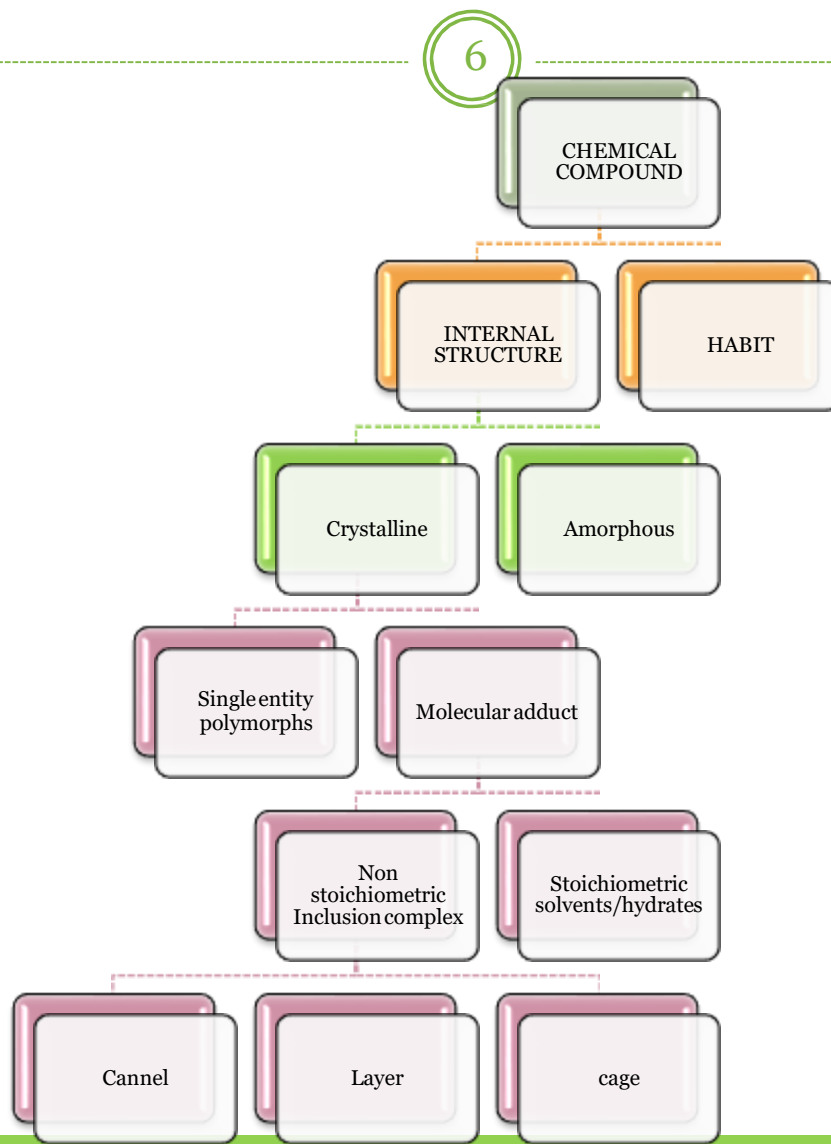 6
CHEMICAL
COMPOUND
INTERNAL
STRUCTURE
HABIT
Crystalline
Amorphous
Single entity
polymorphs
Molecular adduct
Non
stoichiometric
Inclusion complex
Stoichiometric
solvents/hydrates
Cannel
Layer
cage